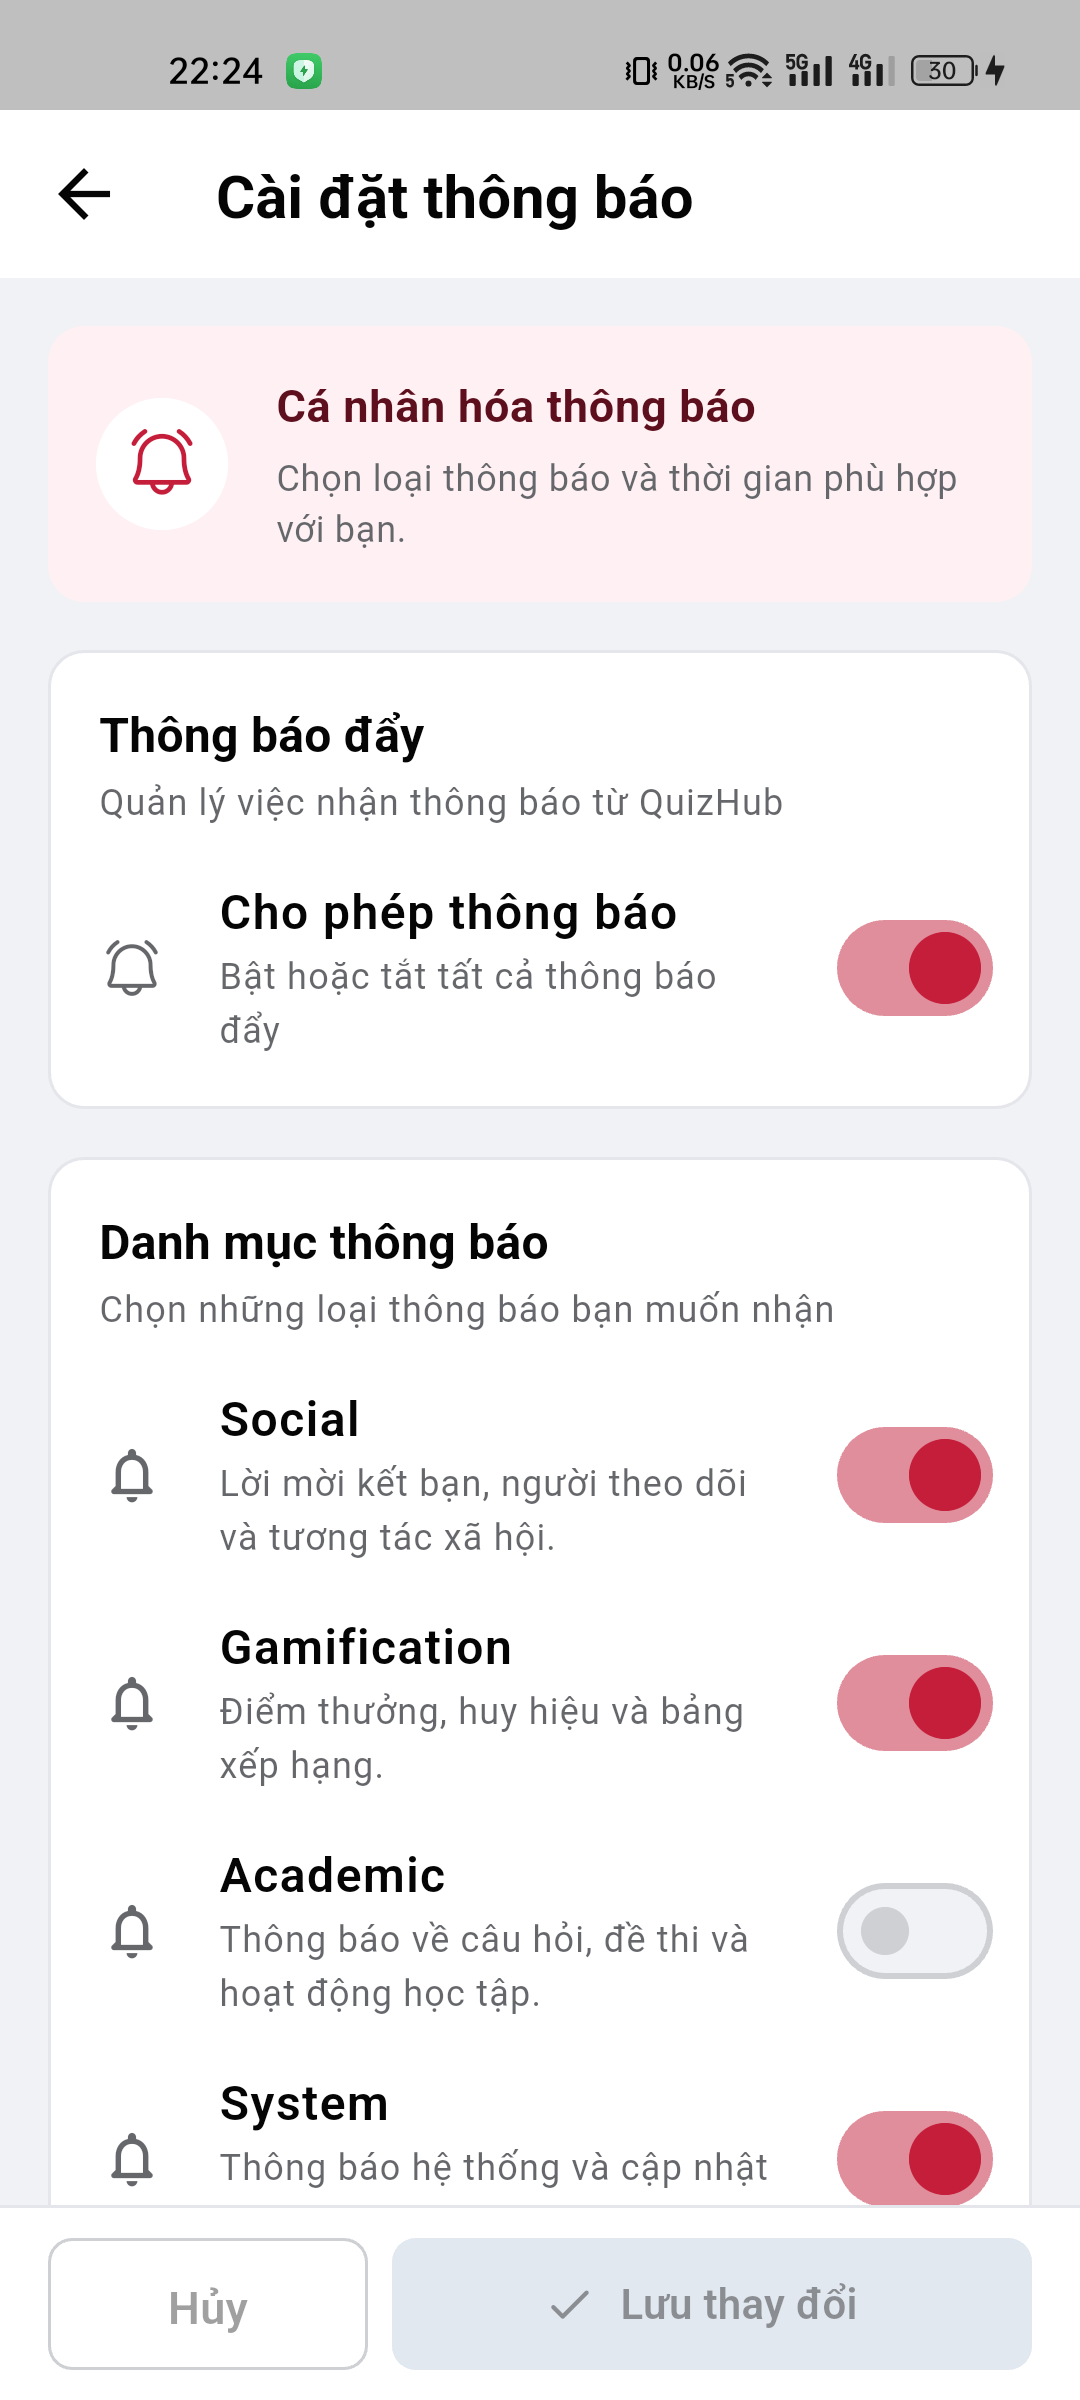 22:24
0.06
KB/S
5
5G
4G
30
Cài đặt thông báo
Cá nhân hóa thông báo
Chọn loại thông báo và thời gian phù hợp
với bạn.
Thông báo đẩy
Quản lý việc nhận thông báo từ QuizHub
Cho phép thông báo
Bật hoặc tắt tất cả thông báo
đẩy
Danh mục thông báo
Chọn những loại thông báo bạn muốn nhận
Social
Lời mời kết bạn, người theo dõi
và tương tác xã hội.
Gamification
Điểm thưởng, huy hiệu và bảng
xếp hạng.
Academic
Thông báo về câu hỏi, đề thi và
hoạt động học tập.
System
Thông báo hệ thống và cập nhật
Hủy
Lưu thay đổi